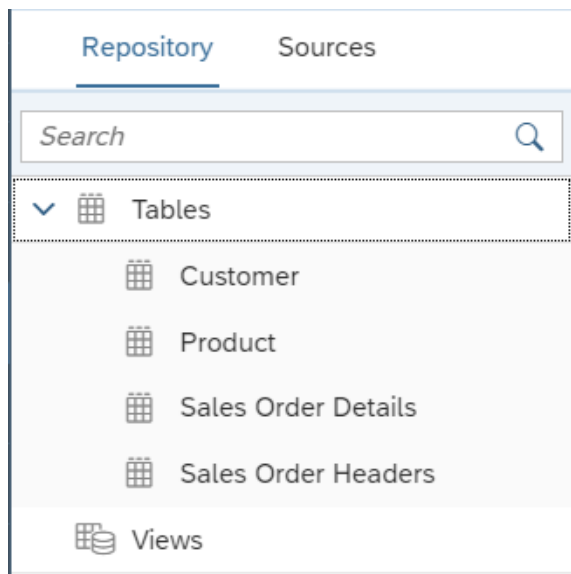 Repository Sources
Search
Tables
Customer
Product
Sales Order Details
Sales Order Headers
Views